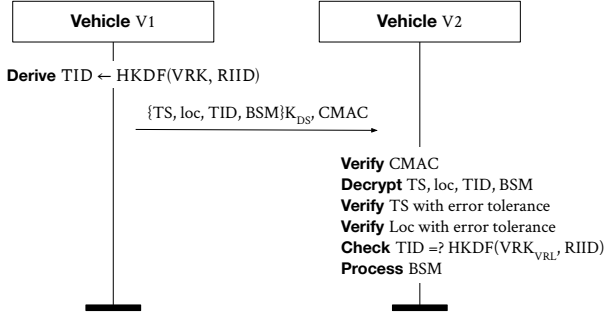 Vehicle V1
Vehicle V2
Derive TID ← HKDF(VRK, RIID)
{TS, loc, TID, BSM}K_DS, CMAC
Verify CMAC
Decrypt TS, loc, TID, BSM
Verify TS with error tolerance
Verify Loc with error tolerance
Check TID =? HKDF(VRK_VRL, RIID)
Process BSM